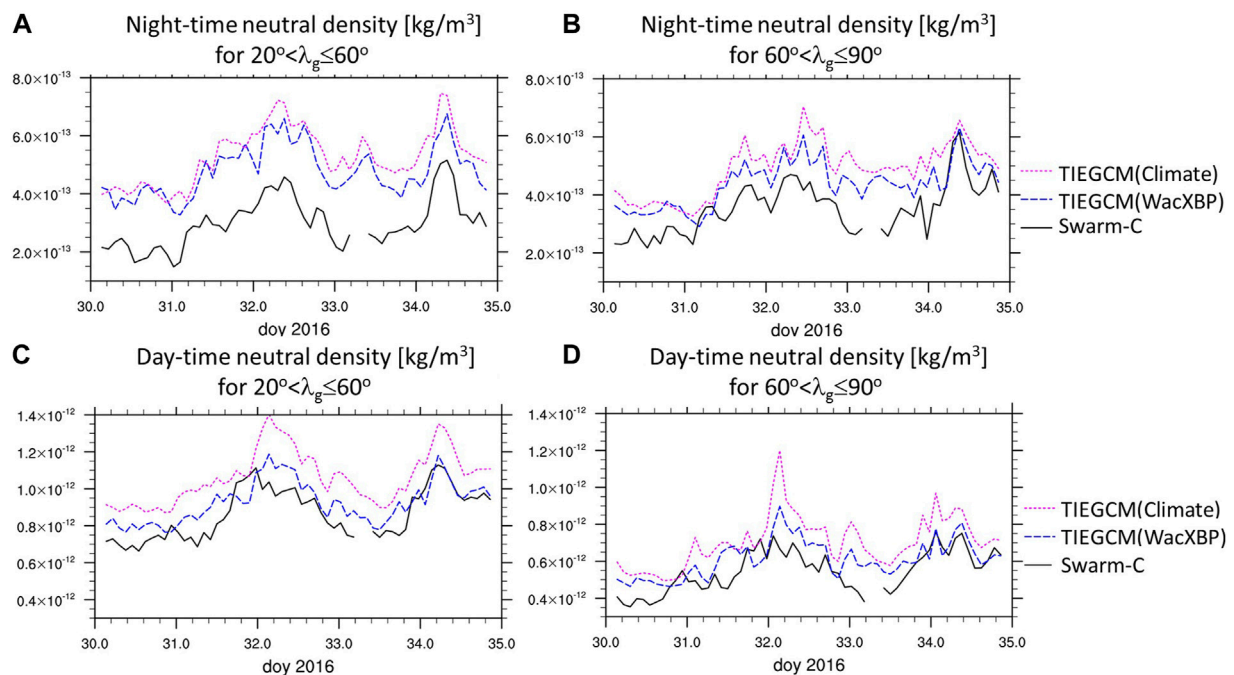 A Night-time neutral density [kg/m³]
for 20°<λg≤60°
8.0×10⁻¹³
6.0×10⁻¹³
4.0×10⁻¹³
2.0×10⁻¹³
30.0 31.0 32.0 33.0 34.0 35.0
doy 2016
B Night-time neutral density [kg/m³]
for 60°<λg≤90°
8.0×10⁻¹³
6.0×10⁻¹³
4.0×10⁻¹³
2.0×10⁻¹³
30.0 31.0 32.0 33.0 34.0 35.0
doy 2016
TIEGCM(Climate)
TIEGCM(WacXBP)
Swarm-C
C Day-time neutral density [kg/m³]
for 20°<λg≤60°
1.4×10⁻¹²
1.2×10⁻¹²
1.0×10⁻¹²
0.8×10⁻¹²
0.6×10⁻¹²
0.4×10⁻¹²
30.0 31.0 32.0 33.0 34.0 35.0
doy 2016
D Day-time neutral density [kg/m³]
for 60°<λg≤90°
1.4×10⁻¹²
1.2×10⁻¹²
1.0×10⁻¹²
0.8×10⁻¹²
0.6×10⁻¹²
0.4×10⁻¹²
30.0 31.0 32.0 33.0 34.0 35.0
doy 2016
TIEGCM(Climate)
TIEGCM(WacXBP)
Swarm-C